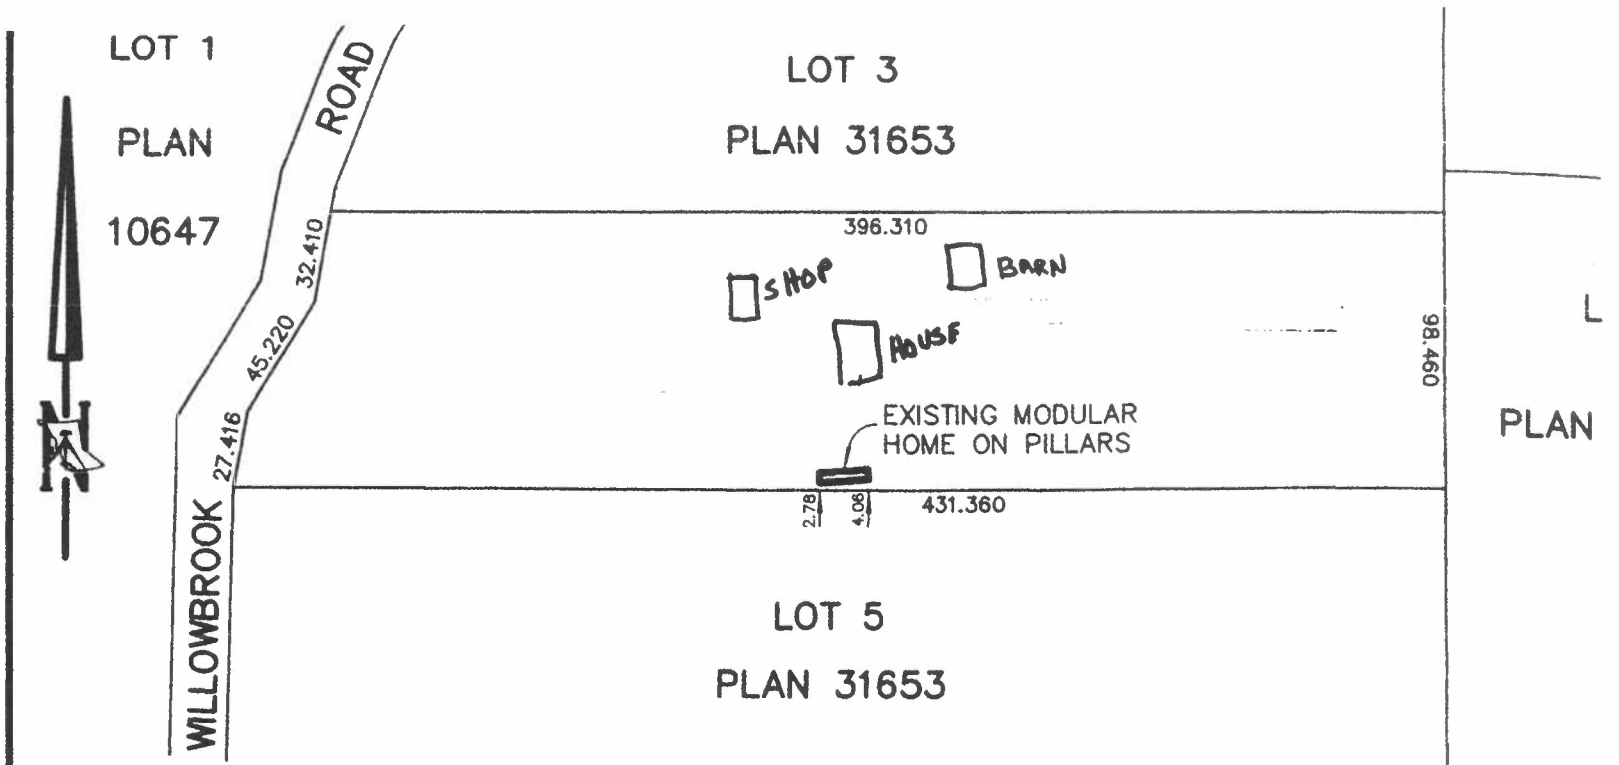 LOT 1
PLAN
10647
ROAD
LOT 3
PLAN 31653
32.410
396.310
SHOP
BARN
45.220
HOUSE
98.460
L
PLAN
27.416
EXISTING MODULAR
HOME ON PILLARS
2.78
4.06
431.360
WILLOWBROOK
LOT 5
PLAN 31653
N